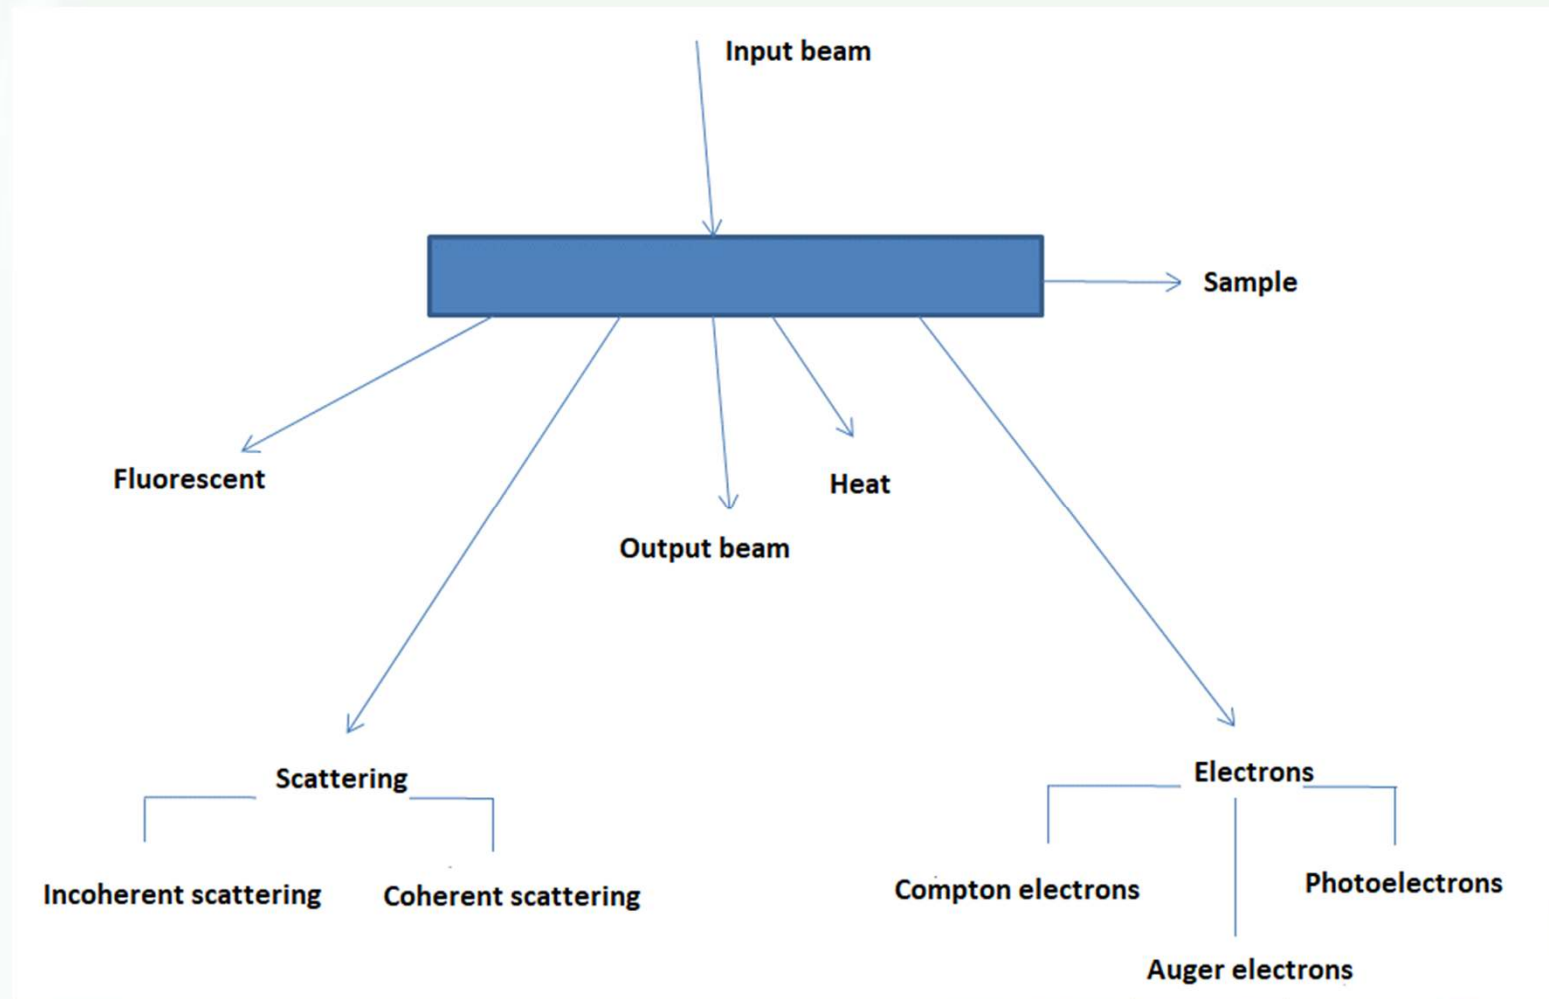 Input beam
Sample
Fluorescent
Heat
Output beam
Scattering
Electrons
Incoherent scattering
Coherent scattering
Compton electrons
Photoelectrons
Auger electrons